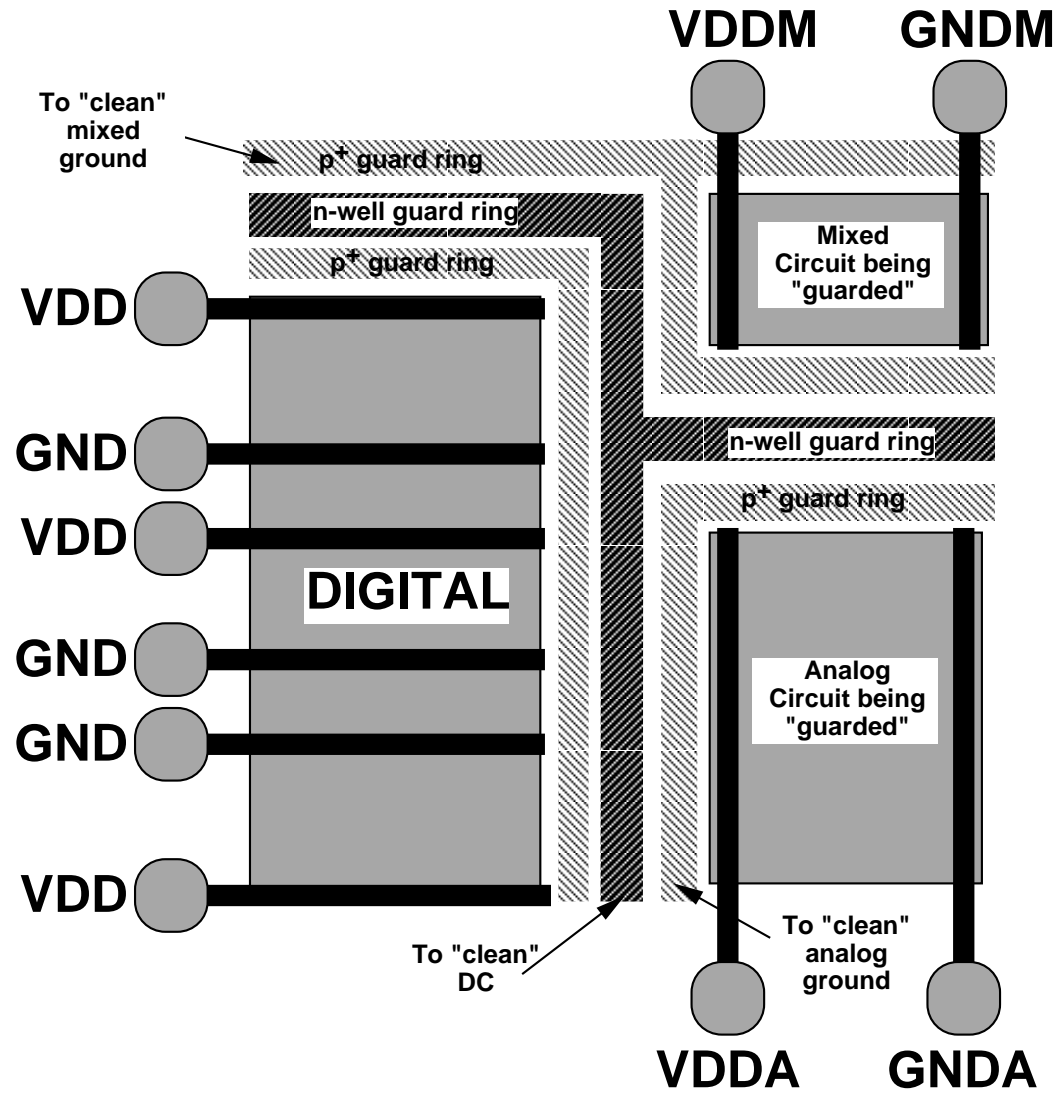 VDDM GNDM
To "clean"
mixed
ground
p+ guard ring
n-well guard ring
p+ guard ring
Mixed
Circuit being
"guarded"
VDD
GND
VDD
n-well guard ring
p+ guard ring
DIGITAL
GND
GND
Analog
Circuit being
"guarded"
VDD
To "clean"
DC
To "clean"
analog
ground
VDDA GNDA